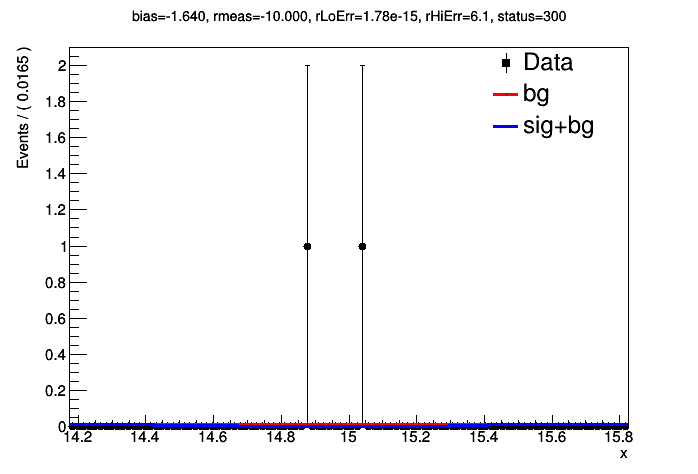 bias=-1.640, rmeas=-10.000, rLoErr=1.78e-15, rHiErr=6.1, status=300
Events / ( 0.0165 )
2
1.8
1.6
1.4
1.2
1
0.8
0.6
0.4
0.2
0
Data
bg
sig+bg
14.2 14.4 14.6 14.8 15 15.2 15.4 15.6 15.8
x